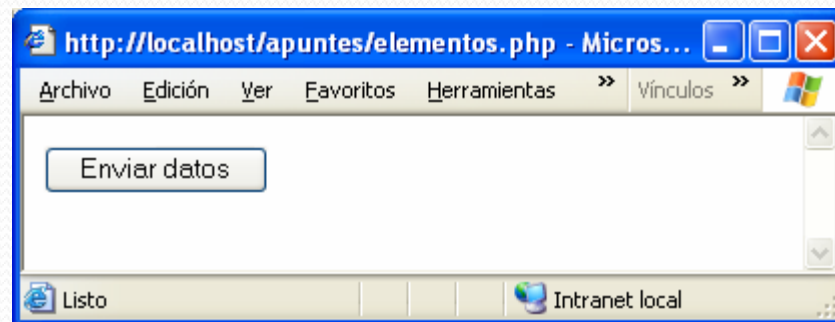 http://localhost/apuntes/elementos.php - Micros...
Archivo Edición Ver Favoritos Herramientas » Vínculos »
Enviar datos
Listo Intranet local